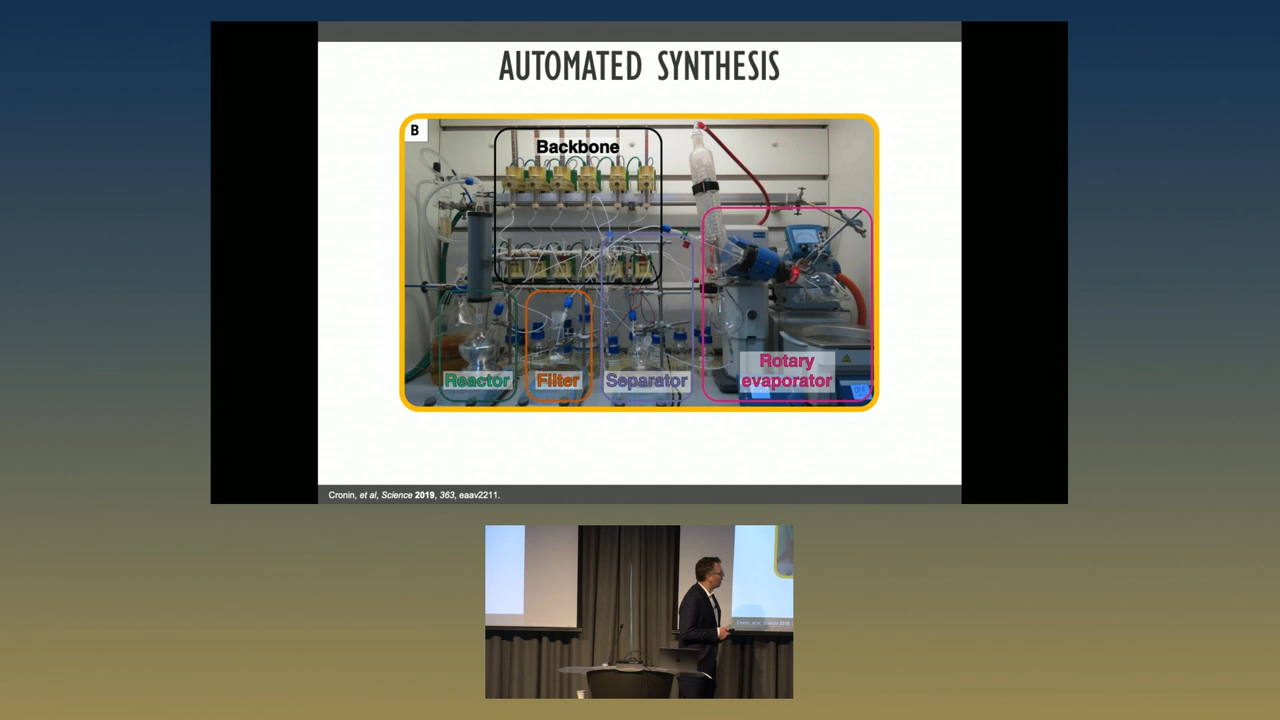 AUTOMATED SYNTHESIS
B
Backbone
Reactor
Filter
Separator
Rotary
evaporator
Cronin, et al, Science 2019, 363, eaav2211.